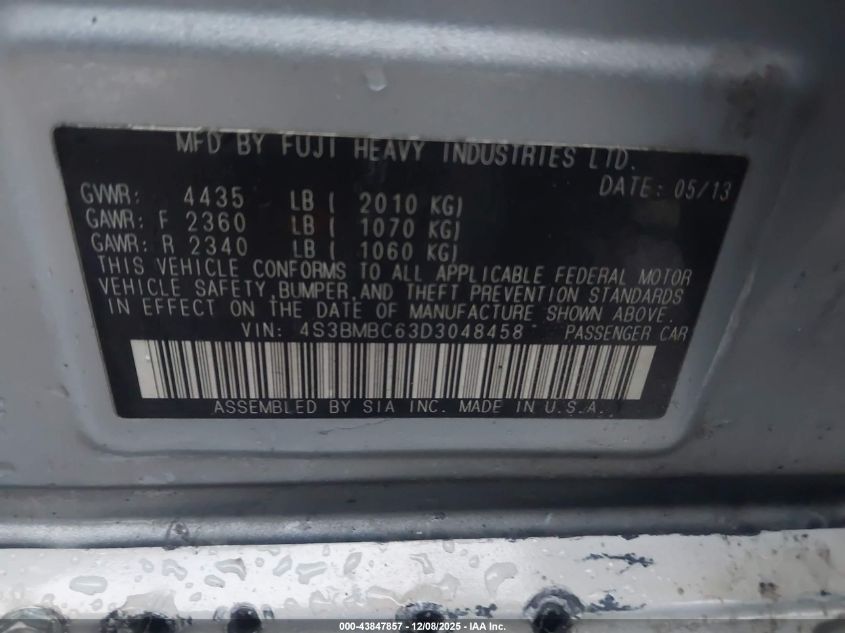 MFD BY FUJI HEAVY INDUSTRIES LTD.
DATE: 05/13
GVWR: 4435 LB ( 2010 KG)
GAWR: F 2360 LB ( 1070 KG)
GAWR: R 2340 LB ( 1060 KG)
THIS VEHICLE CONFORMS TO ALL APPLICABLE FEDERAL MOTOR
VEHICLE SAFETY, BUMPER, AND THEFT PREVENTION STANDARDS
IN EFFECT ON THE DATE OF MANUFACTURE SHOWN ABOVE.
VIN: 4S3BMBC63D3048458 PASSENGER CAR
ASSEMBLED BY SIA INC. MADE IN U.S.A.
000-43847857 - 12/08/2025 - IAA Inc.